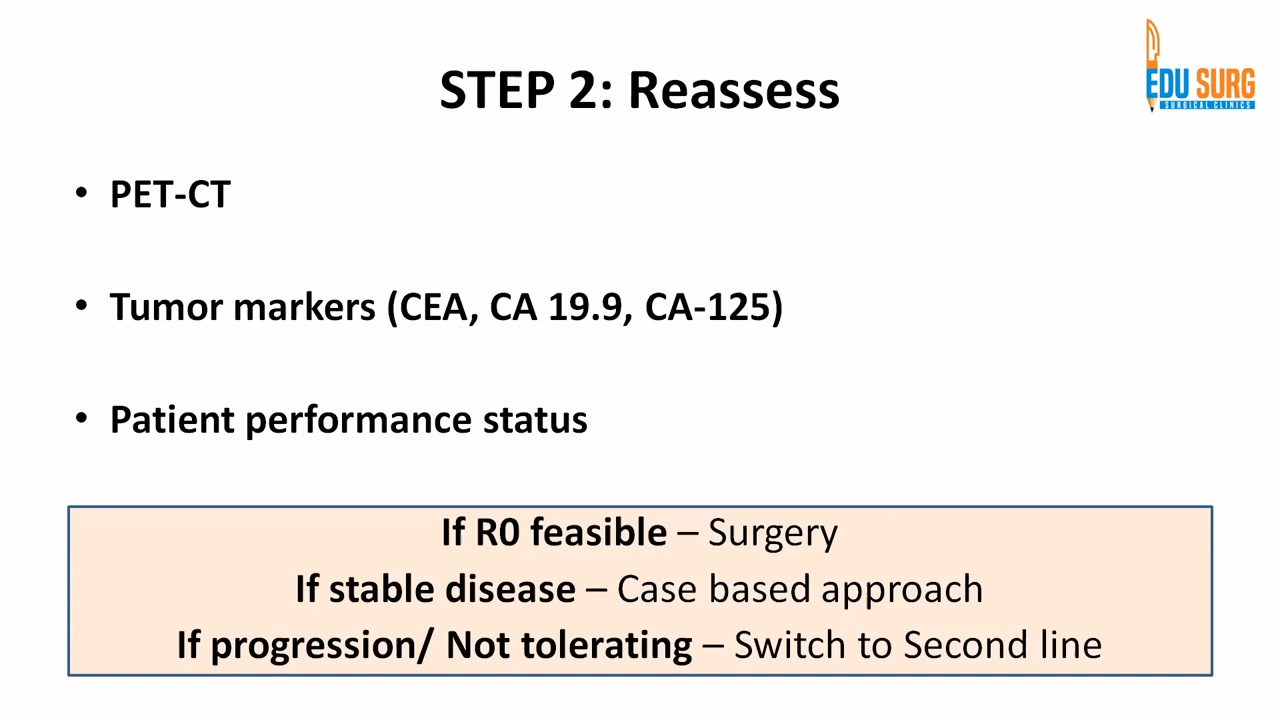 EDU SURG
SURGICAL CLINICS
STEP 2: Reassess
• PET-CT
• Tumor markers (CEA, CA 19.9, CA-125)
• Patient performance status
If R0 feasible – Surgery
If stable disease – Case based approach
If progression/ Not tolerating – Switch to Second line